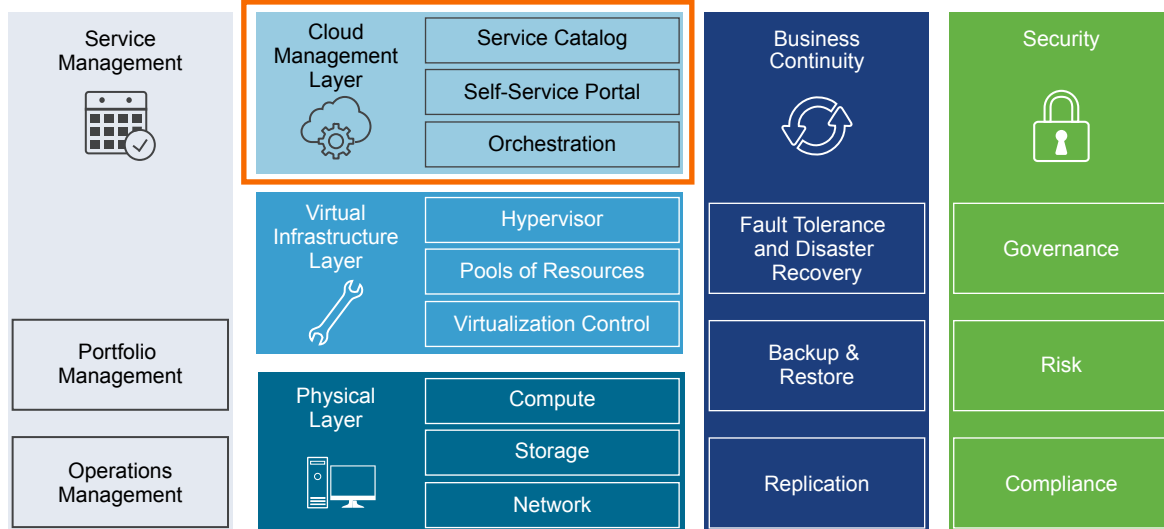 Service
Management
Portfolio
Management
Operations
Management
Cloud
Management
Layer
Service Catalog
Self-Service Portal
Orchestration
Virtual
Infrastructure
Layer
Hypervisor
Pools of Resources
Virtualization Control
Physical
Layer
Compute
Storage
Network
Business
Continuity
Fault Tolerance
and Disaster
Recovery
Backup &
Restore
Replication
Security
Governance
Risk
Compliance